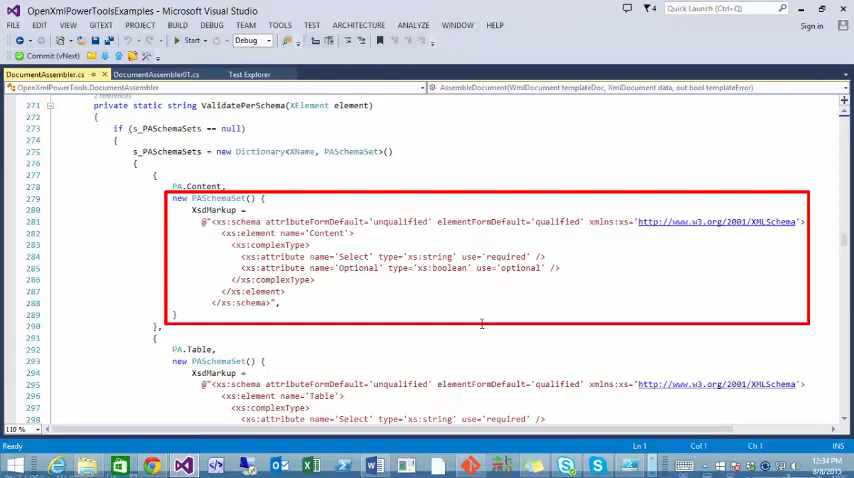 OpenXmlPowerToolsExamples - Microsoft Visual Studio
4
Quick Launch (Ctrl+Q)
FILE EDIT VIEW GITEXT PROJECT BUILD DEBUG TEAM TOOLS TEST ARCHITECTURE ANALYZE WINDOW HELP
Sign in
Start Debug
Commit (vNext)
DocumentAssembler.cs DocumentAssembler01.cs Test Explorer
OpenXmlPowerTools.DocumentAssembler AssembleDocument(WmlDocument templateDoc, XmlDocument data, out bool templateError)
2 references
271 private static string ValidatePerSchema(XElement element)
272 {
273 if (s_PASchemaSets == null)
274 {
275 s_PASchemaSets = new Dictionary<XName, PASchemaSet>()
276 {
277 {
278 PA.Content,
279 new PASchemaSet() {
280 XsdMarkup =
281 @"<xs:schema attributeFormDefault='unqualified' elementFormDefault='qualified' xmlns:xs='http://www.w3.org/2001/XMLSchema'>
282 <xs:element name='Content'>
283 <xs:complexType>
284 <xs:attribute name='Select' type='xs:string' use='required' />
285 <xs:attribute name='Optional' type='xs:boolean' use='optional' />
286 </xs:complexType>
287 </xs:element>
288 </xs:schema>",
289 }
290 },
291 {
292 PA.Table,
293 new PASchemaSet() {
294 XsdMarkup =
295 @"<xs:schema attributeFormDefault='unqualified' elementFormDefault='qualified' xmlns:xs='http://www.w3.org/2001/XMLSchema'>
296 <xs:element name='Table'>
297 <xs:complexType>
298 <xs:attribute name='Select' type='xs:string' use='required' />
110 %
Ready Ln 1 Col 1 Ch 1 INS
12:34 PM
8/8/2015